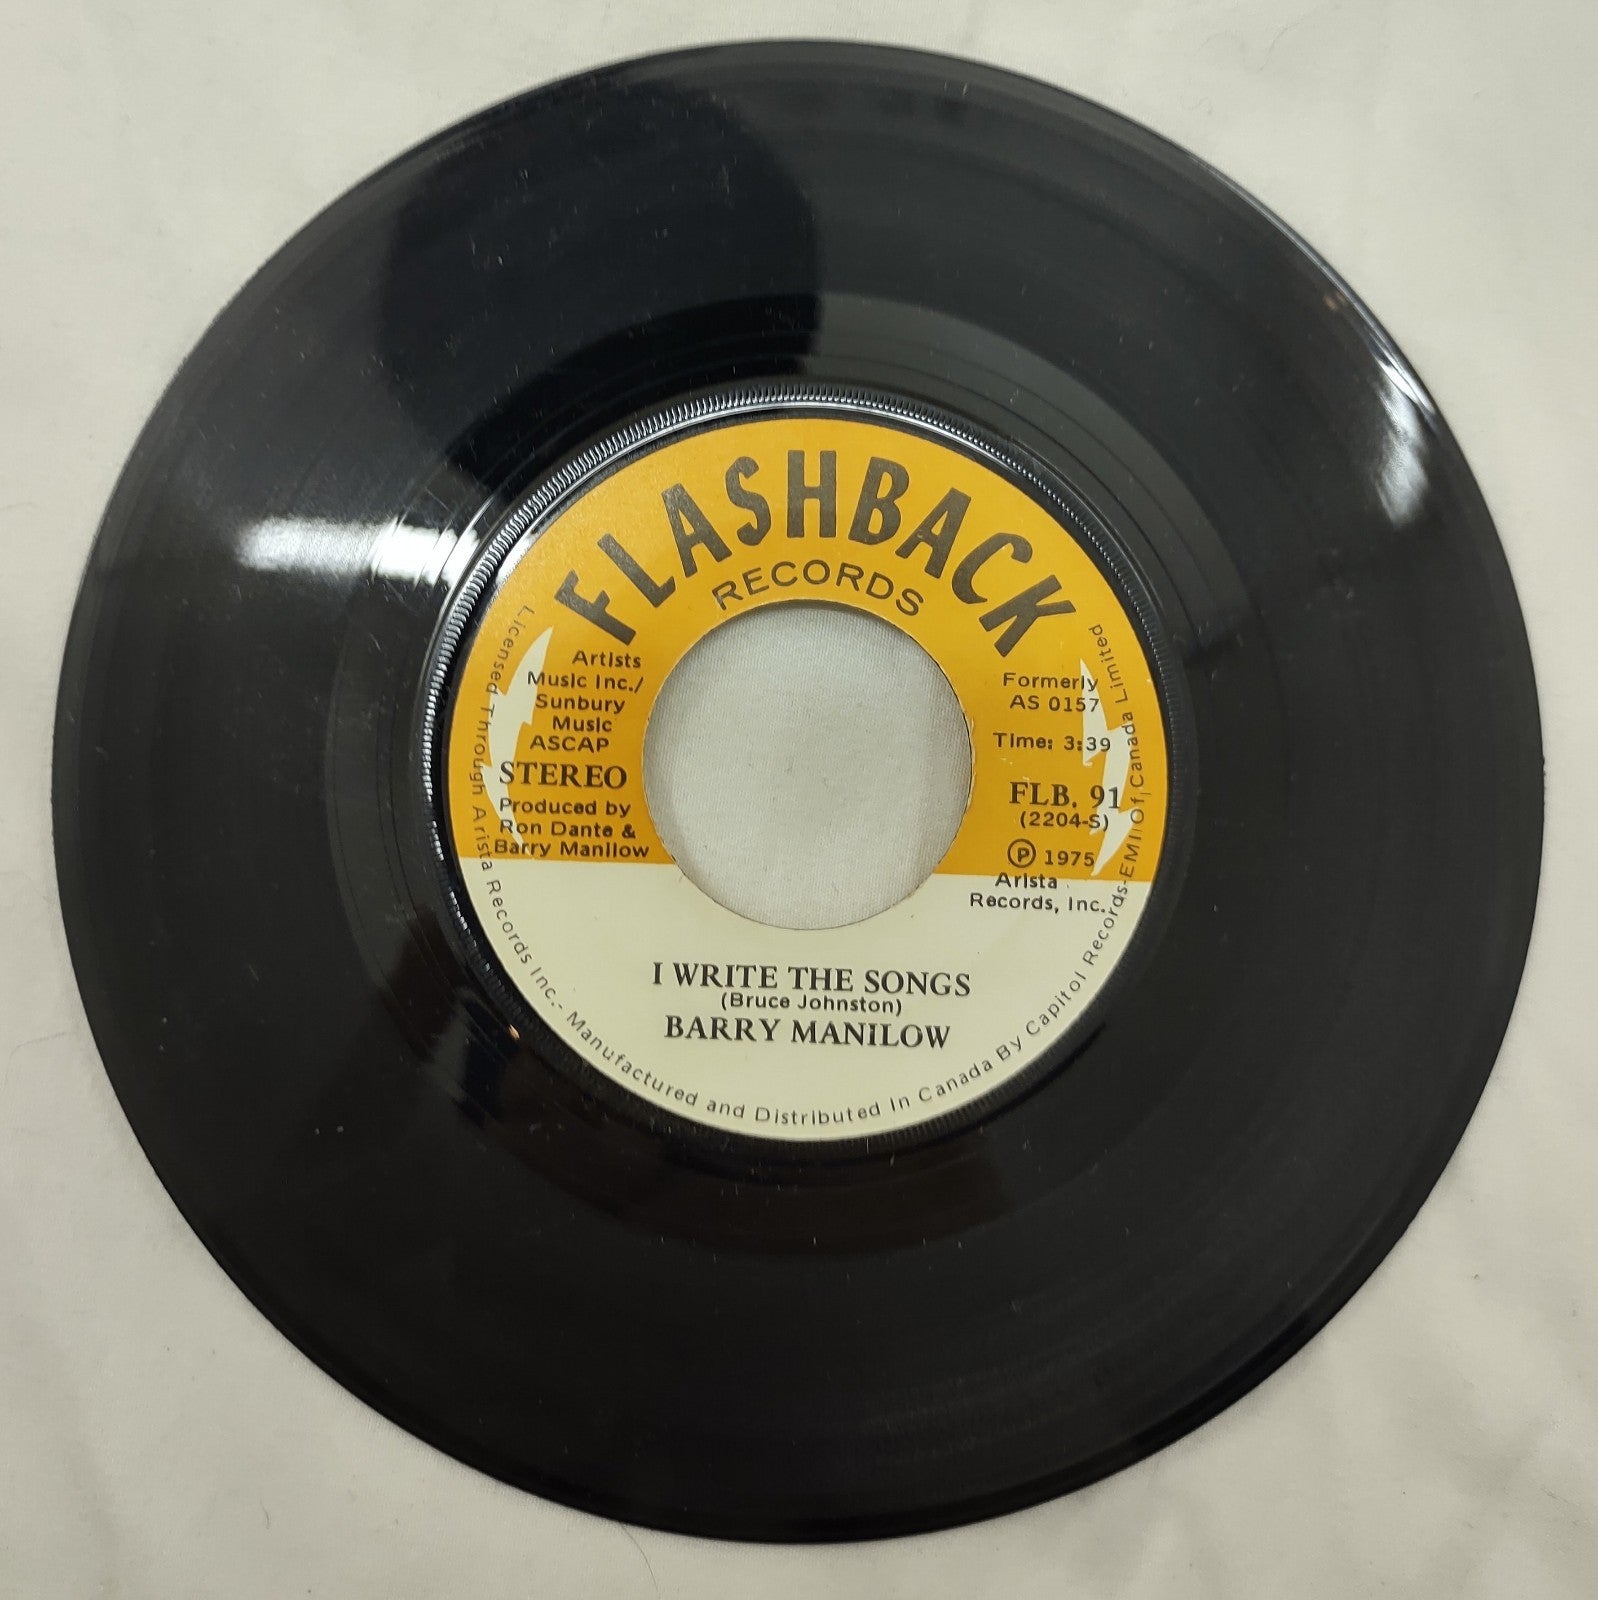 FLASHBACK
RECORDS
Artists
Music Inc./
Sunbury
Music
ASCAP
STEREO
Produced by
Ron Dante &
Barry Manilow
Formerly
AS 0157
Time: 3:39
FLB. 91
(2204-S)
Ⓟ 1975
Arista
Records, Inc.
I WRITE THE SONGS
(Bruce Johnston)
BARRY MANILOW
Licensed Through Arista Records Inc.- Manufactured and Distributed In Canada By Capitol Records-EMI Of Canada Limited